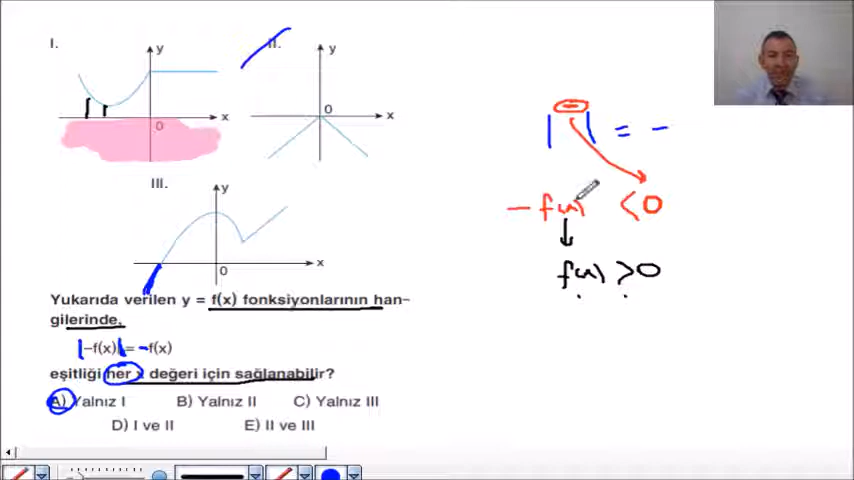 I.
y
x
0
II.
y
0
x
III.
y
0
x
Yukarıda verilen y = f(x) fonksiyonlarının han-
gilerinde,
|-f(x)| = -f(x)
eşitliği her x değeri için sağlanabilir?
A) Yalnız I B) Yalnız II C) Yalnız III
D) I ve II E) II ve III
| - | = -
- f(x) < 0
f(x) > 0